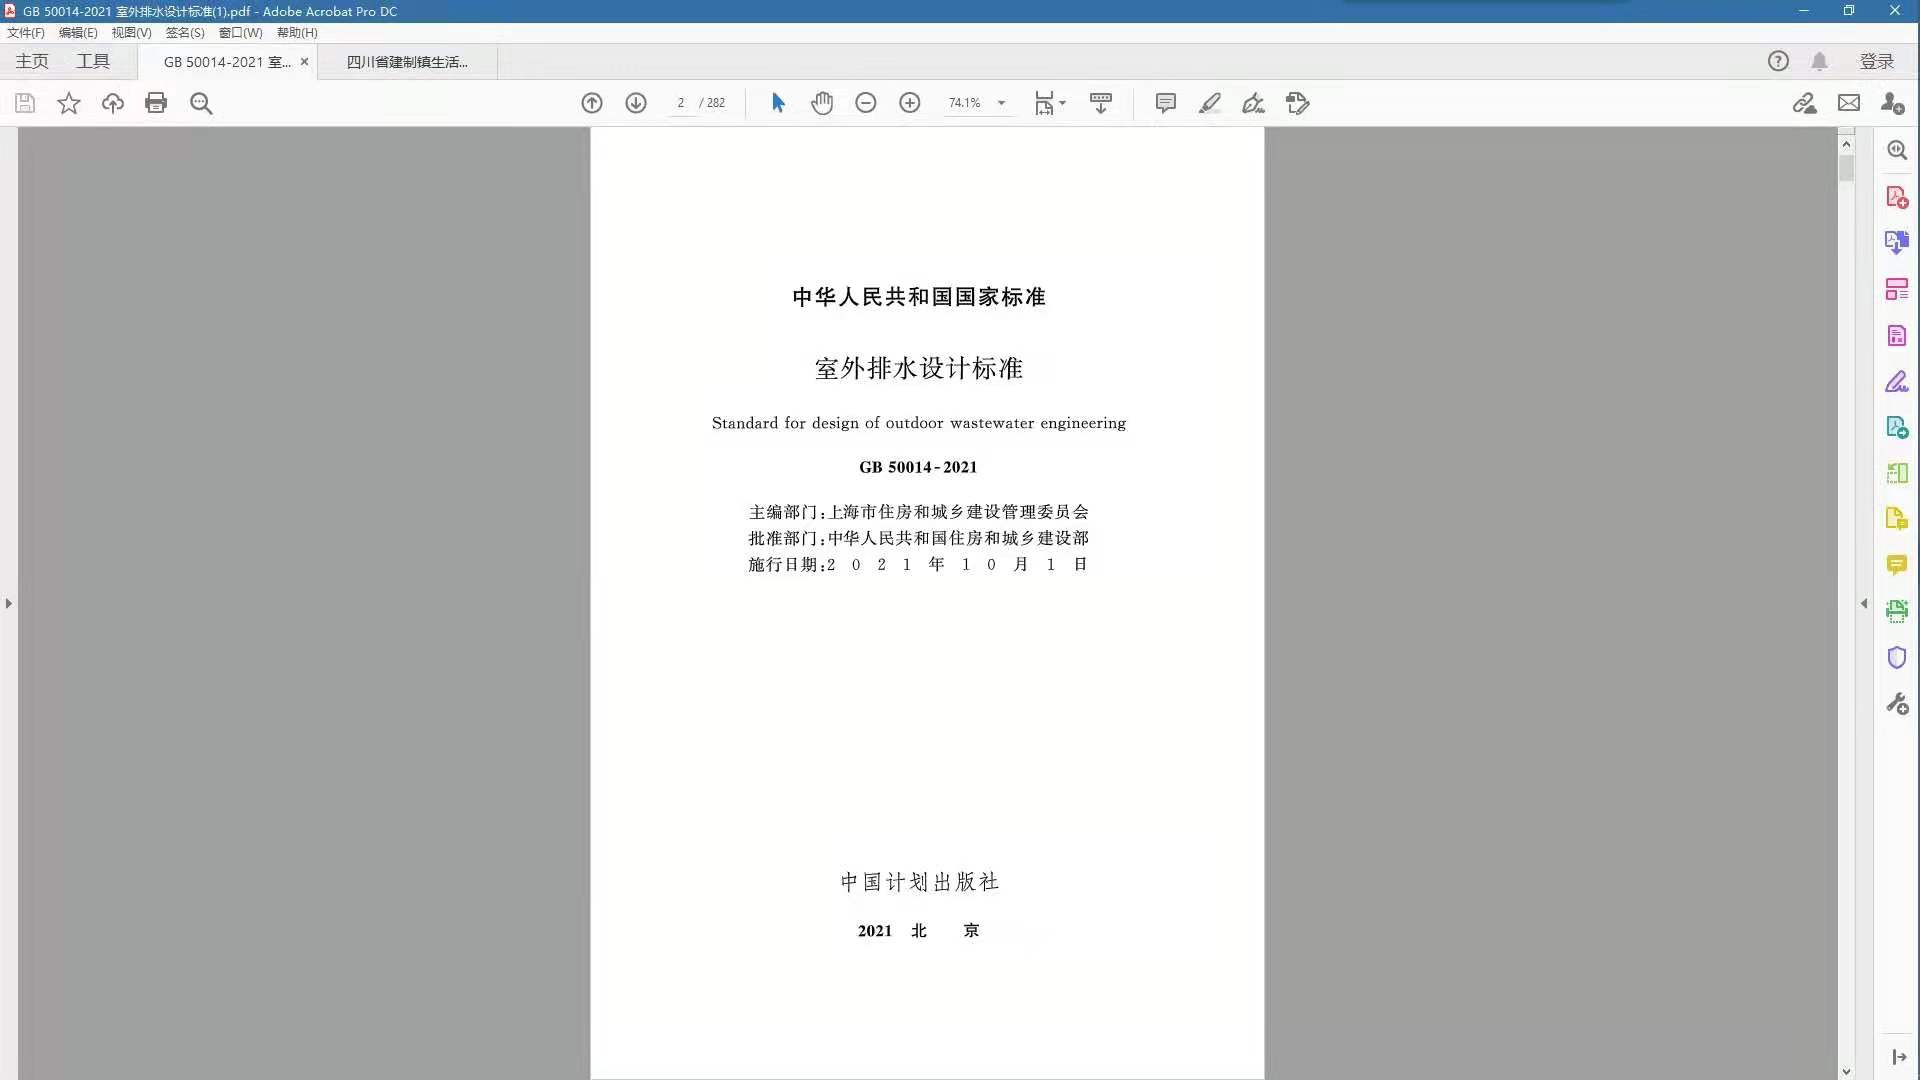 GB 50014-2021 室外排水设计标准(1).pdf - Adobe Acrobat Pro DC
文件(F) 编辑(E) 视图(V) 签名(S) 窗口(W) 帮助(H)
主页 工具 GB 50014-2021 室... × 四川省建制镇生活... 登录
2 / 282 74.1%
中华人民共和国国家标准
室外排水设计标准
Standard for design of outdoor wastewater engineering
GB 50014-2021
主编部门:上海市住房和城乡建设管理委员会
批准部门:中华人民共和国住房和城乡建设部
施行日期:2 0 2 1 年 1 0 月 1 日
中国计划出版社
2021 北 京